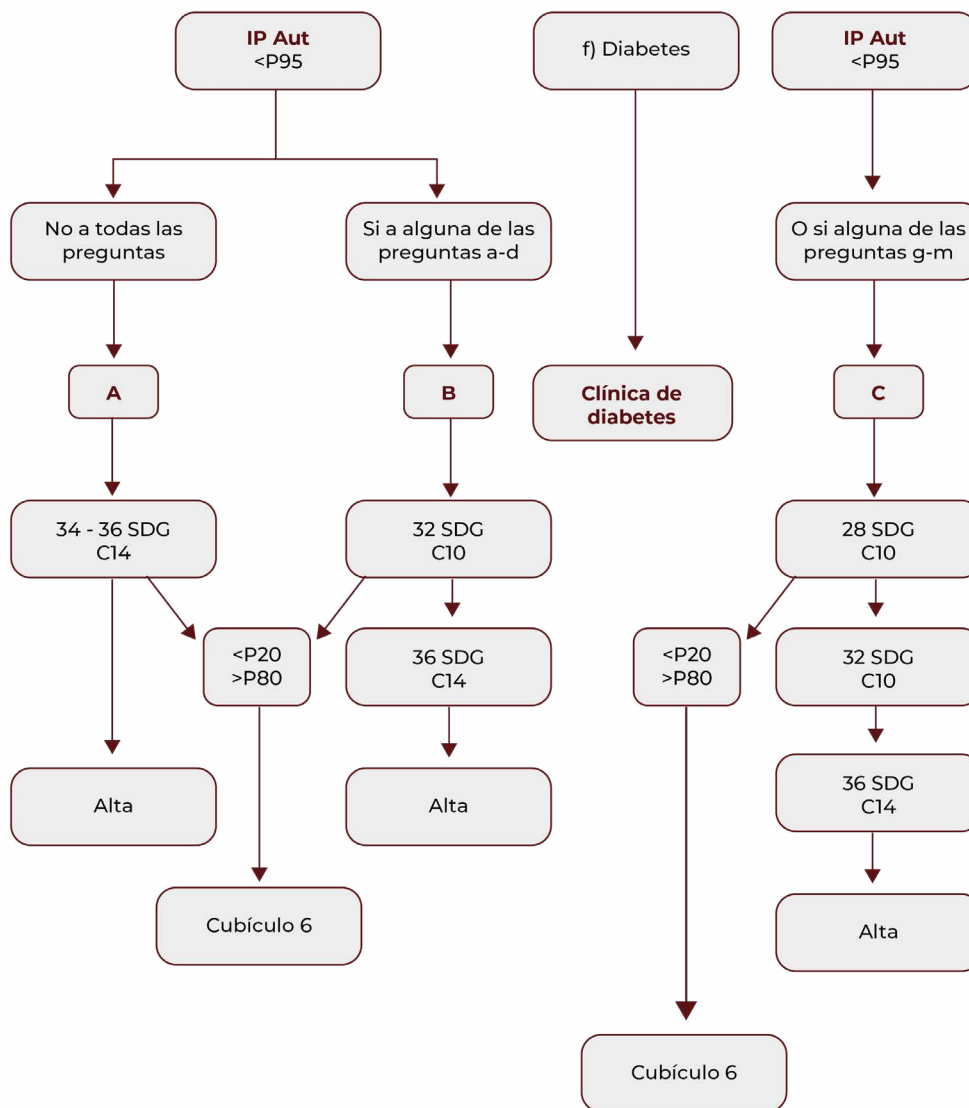 IP Aut
<P95
f) Diabetes
IP Aut
<P95
No a todas las
preguntas
Si a alguna de las
preguntas a-d
O si alguna de las
preguntas g-m
A
B
Clínica de
diabetes
C
34 - 36 SDG
C14
32 SDG
C10
28 SDG
C10
<P20
>P80
36 SDG
C14
<P20
>P80
32 SDG
C10
Alta
Alta
36 SDG
C14
Cubículo 6
Alta
Cubículo 6